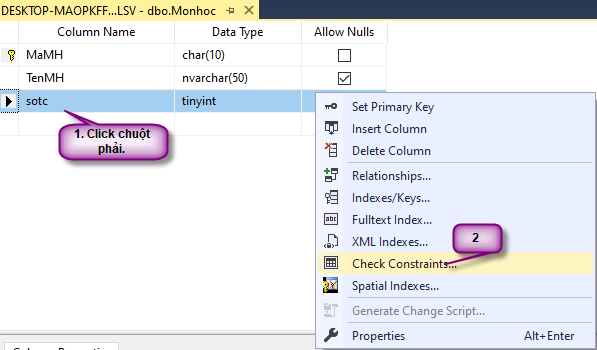 DESKTOP-MAOPKFF...LSV - dbo.Monhoc
Column Name Data Type Allow Nulls
MaMH char(10)
TenMH nvarchar(50)
sotc tinyint
1. Click chuột
phải.
Set Primary Key
Insert Column
Delete Column
Relationships...
Indexes/Keys...
Fulltext Index...
2
XML Indexes...
Check Constraints...
Spatial Indexes...
Generate Change Script...
Properties Alt+Enter